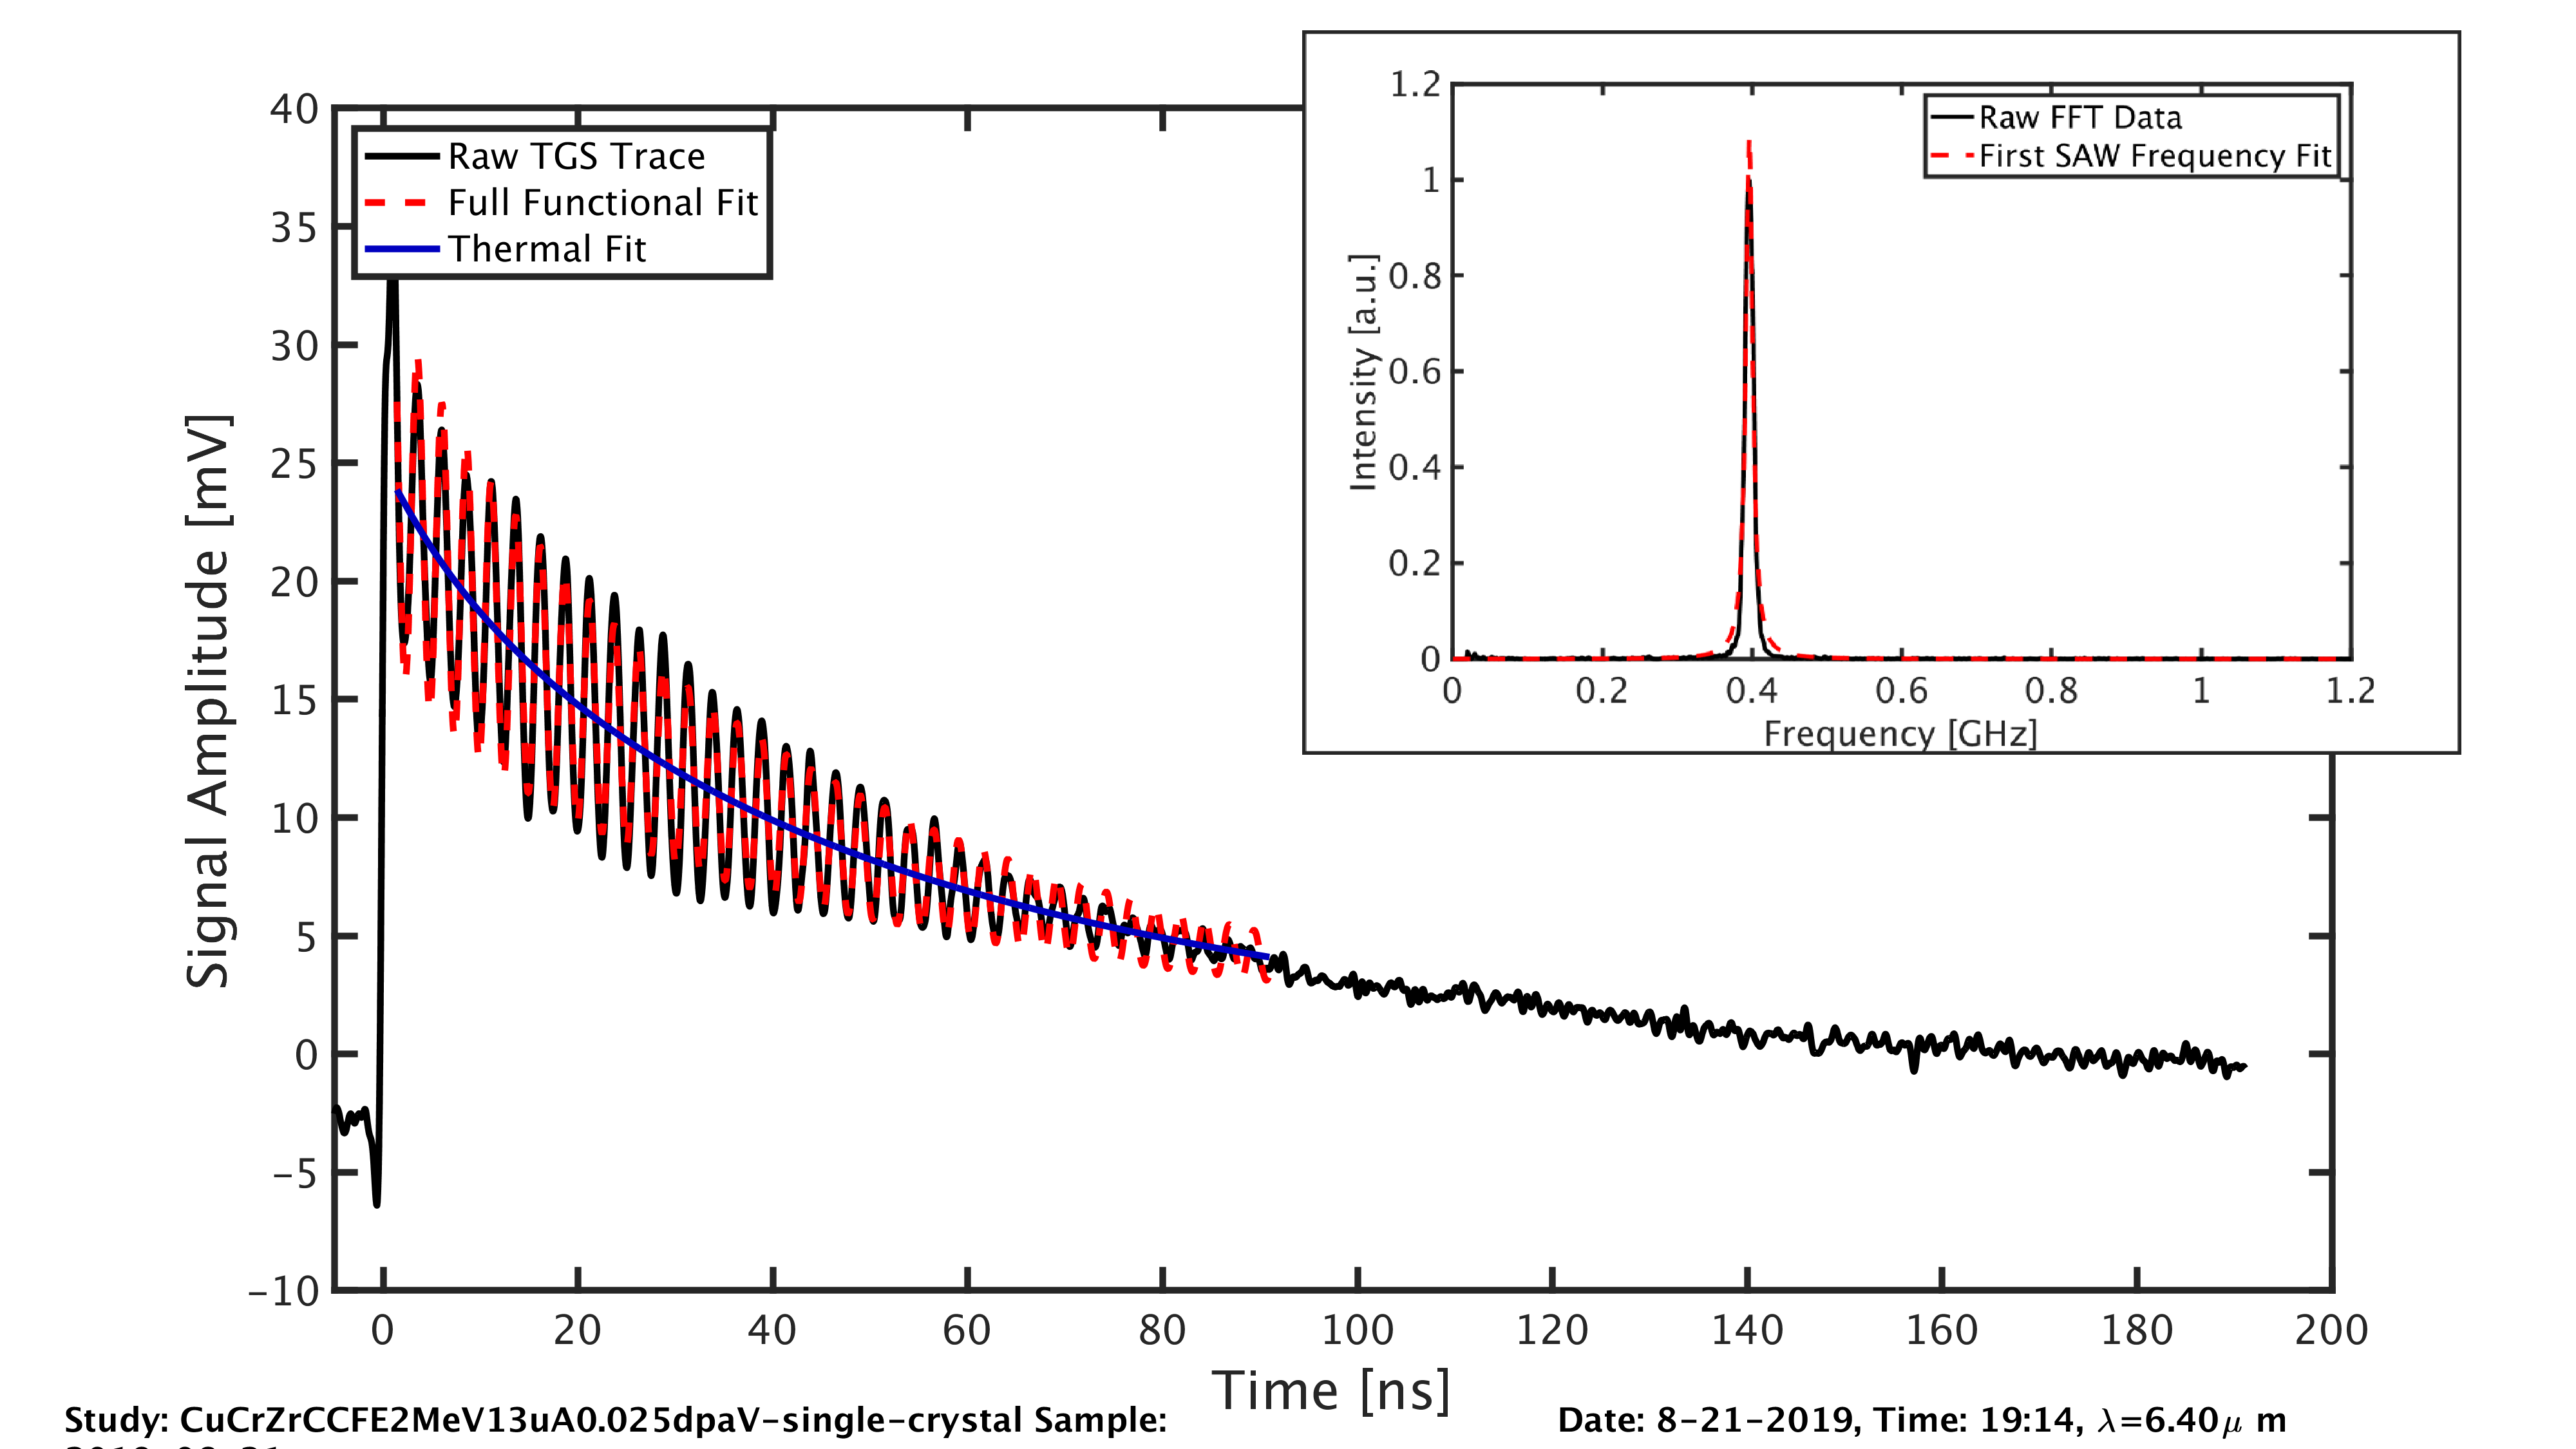 1.2
1
0.8
0.6
0.4
0.2
0
Intensity [a.u.]
Raw FFT Data
First SAW Frequency Fit
0 0.2 0.4 0.6 0.8 1 1.2
Frequency [GHz]
40
35
30
25
20
15
10
5
0
−5
−10
Signal Amplitude [mV]
Raw TGS Trace
Full Functional Fit
Thermal Fit
0 20 40 60 80 100 120 140 160 180 200
Time [ns]
Study: CuCrZrCCFE2MeV13uA0.025dpaV−single−crystal Sample:
Date: 8−21−2019, Time: 19:14, λ=6.40μ m